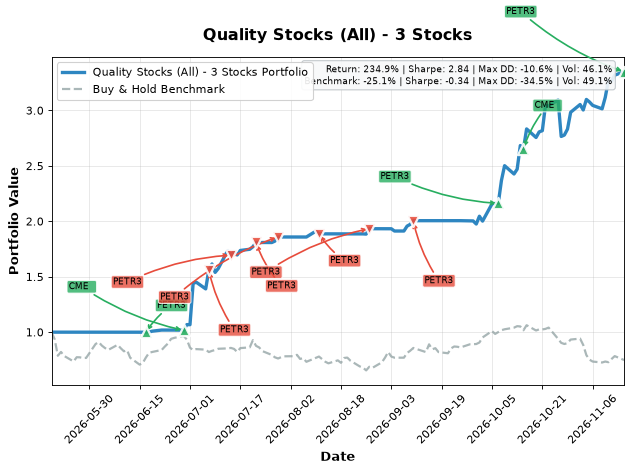 PETR3
Quality Stocks (All) - 3 Stocks
Quality Stocks (All) - 3 Stocks Portfolio
Buy & Hold Benchmark
Return: 234.9% | Sharpe: 2.84 | Max DD: -10.6% | Vol: 46.1%
Benchmark: -25.1% | Sharpe: -0.34 | Max DD: -34.5% | Vol: 49.1%
CME
PETR3
PETR3
PETR3
PETR3
PETR3
CME
PETR3
PETR3
PETR3
PETR3
PETR3
Portfolio Value
3.0
2.5
2.0
1.5
1.0
2026-05-30
2026-06-15
2026-07-01
2026-07-17
2026-08-02
2026-08-18
2026-09-03
2026-09-19
2026-10-05
2026-10-21
2026-11-06
Date